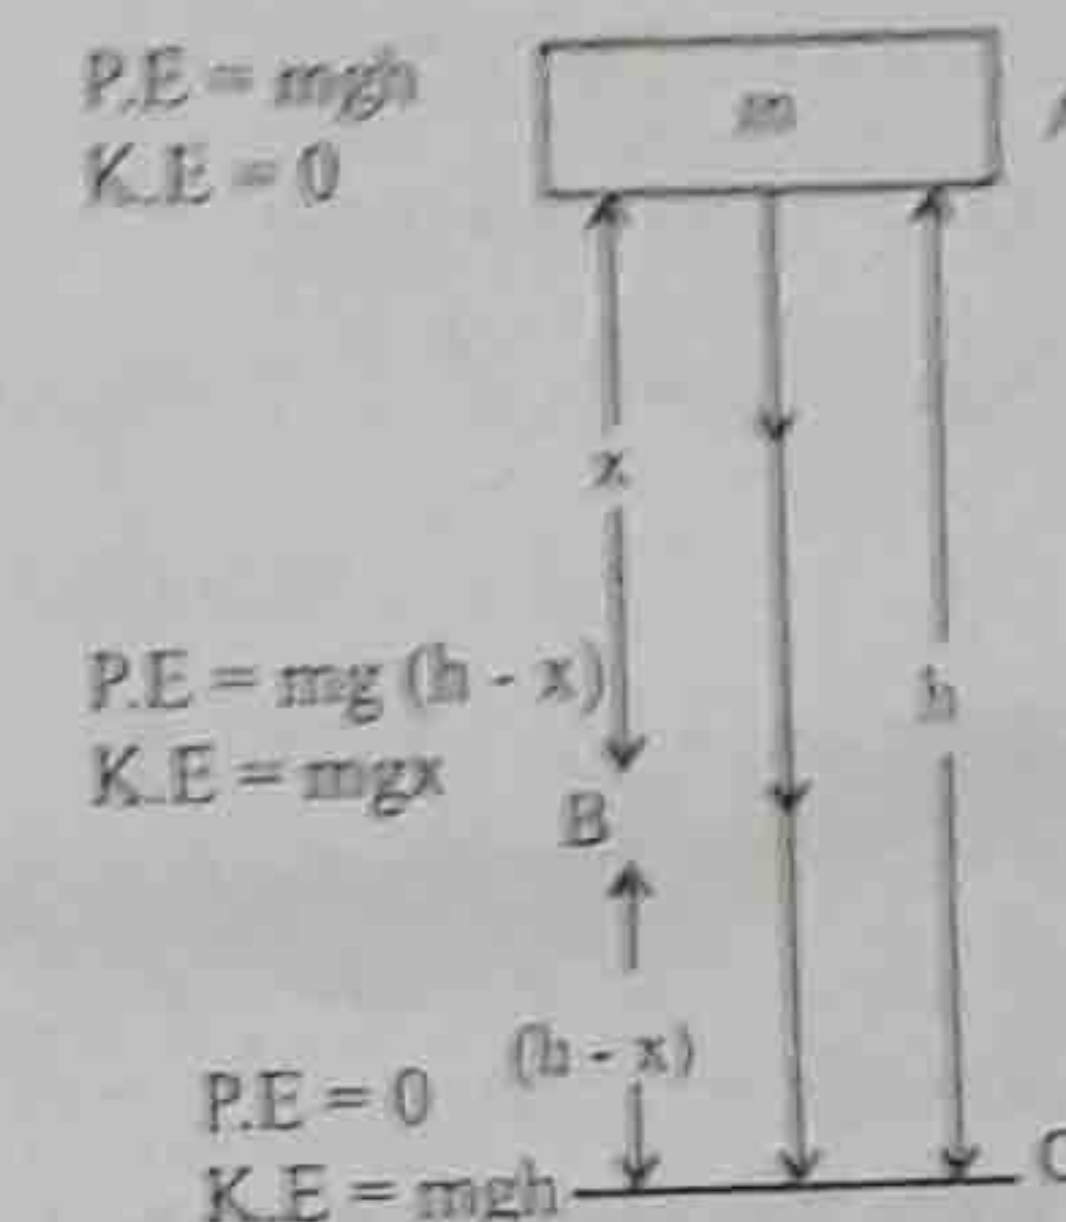 P.E = mgh
K.E = 0
m
A
x
P.E = mg (h - x)
K.E = mgx
h
B
(h - x)
P.E = 0
K.E = mgh
C